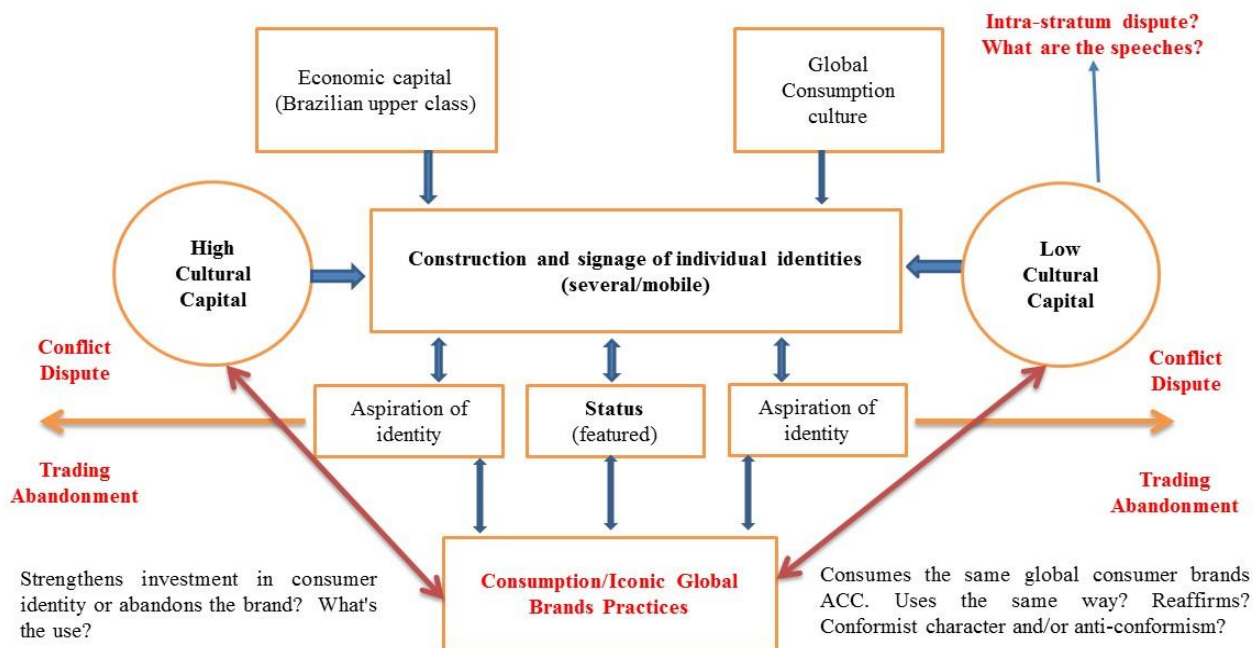 Intra-stratum dispute?
What are the speeches?
Economic capital
(Brazilian upper class)
Global
Consumption
culture
High
Cultural
Capital
Construction and signage of individual identities
(several/mobile)
Low
Cultural
Capital
Conflict
Dispute
Trading
Abandonment
Aspiration of
identity
Status
(featured)
Aspiration of
identity
Conflict
Dispute
Trading
Abandonment
Strengthens investment in consumer
identity or abandons the brand? What's
the use?
Consumption/Iconic Global
Brands Practices
Consumes the same global consumer brands
ACC. Uses the same way? Reaffirms?
Conformist character and/or anti-conformism?